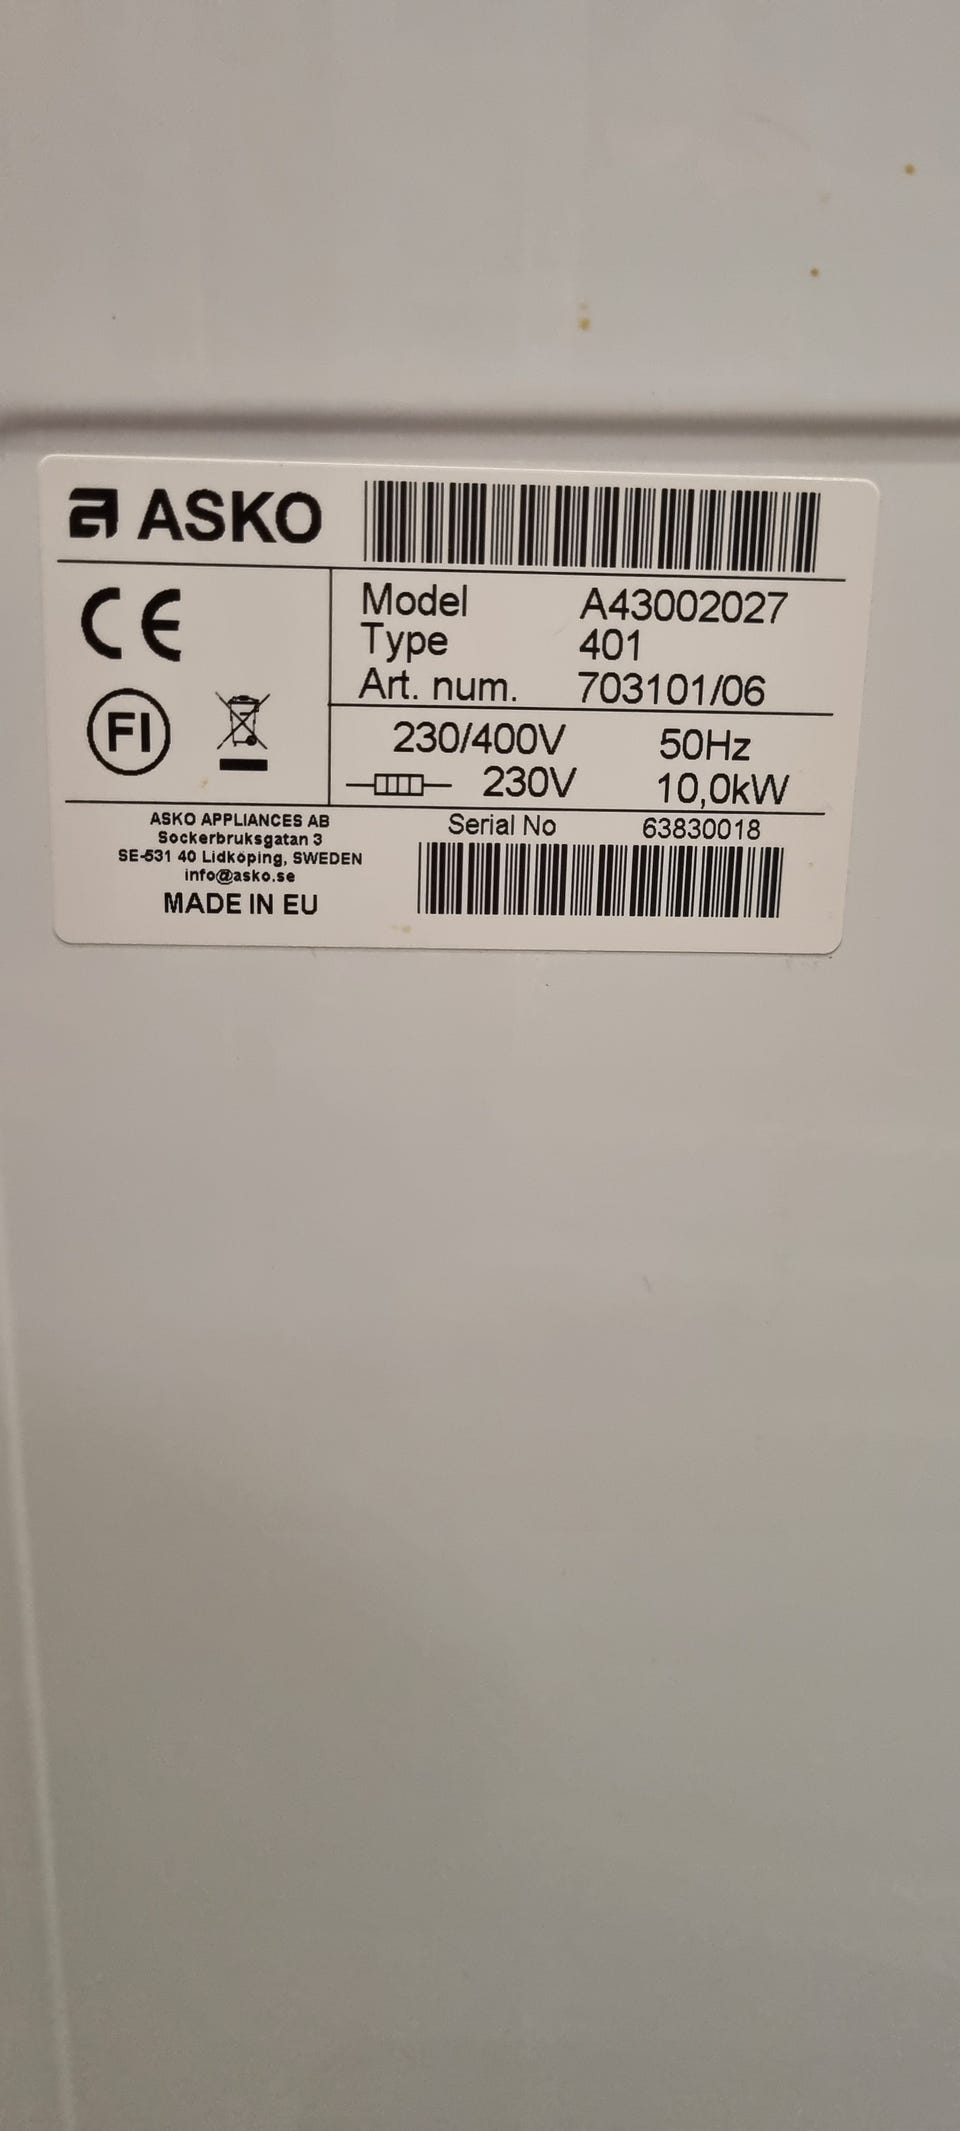 ASKO
CE
Model A43002027
Type 401
Art. num. 703101/06
FI
230/400V 50Hz
230V 10,0kW
ASKO APPLIANCES AB
Sockerbruksgatan 3
SE-531 40 Lidköping, SWEDEN
info@asko.se
MADE IN EU
Serial No 63830018